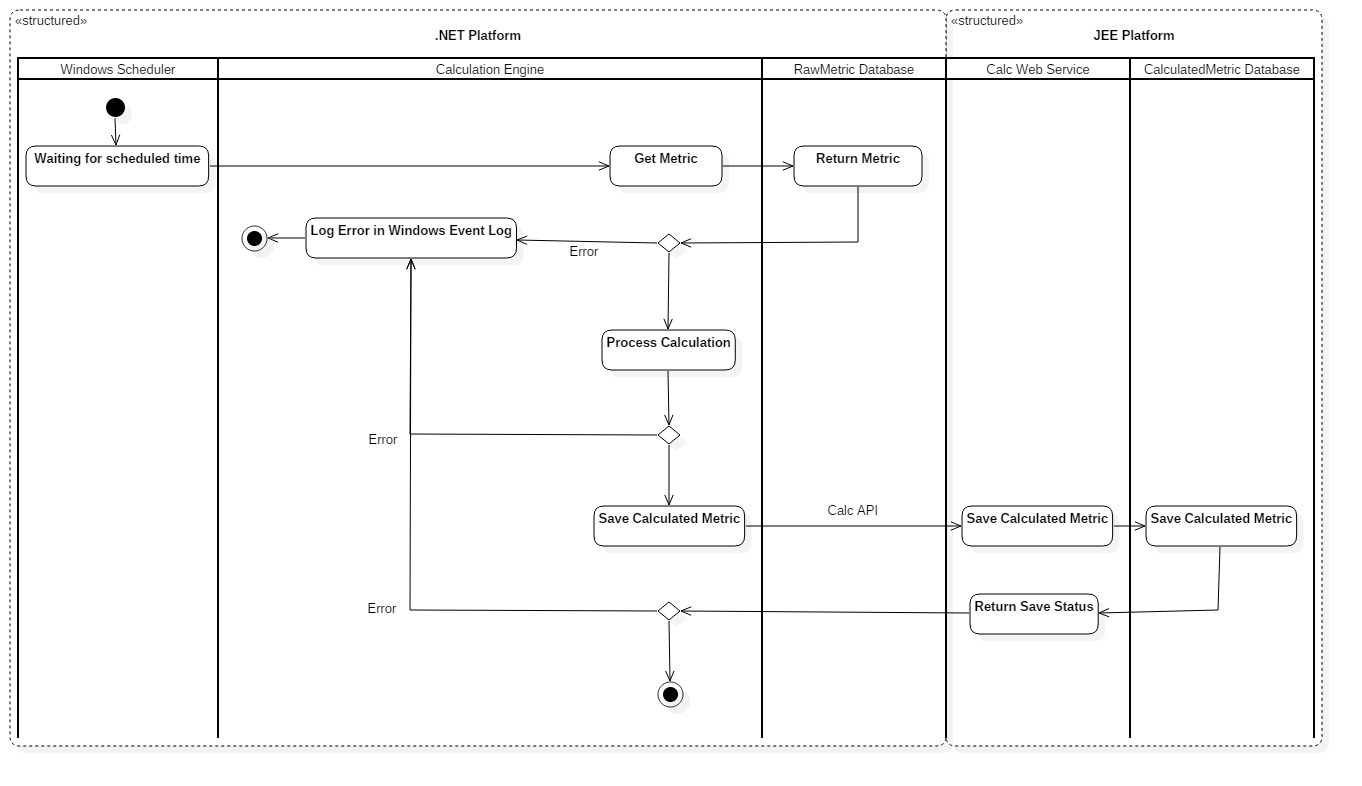 «structured»
.NET Platform
«structured»
JEE Platform
Windows Scheduler
Calculation Engine
RawMetric Database
Calc Web Service
CalculatedMetric Database
Waiting for scheduled time
Get Metric
Return Metric
Log Error in Windows Event Log
Error
Process Calculation
Error
Calc API
Save Calculated Metric
Save Calculated Metric
Save Calculated Metric
Error
Return Save Status